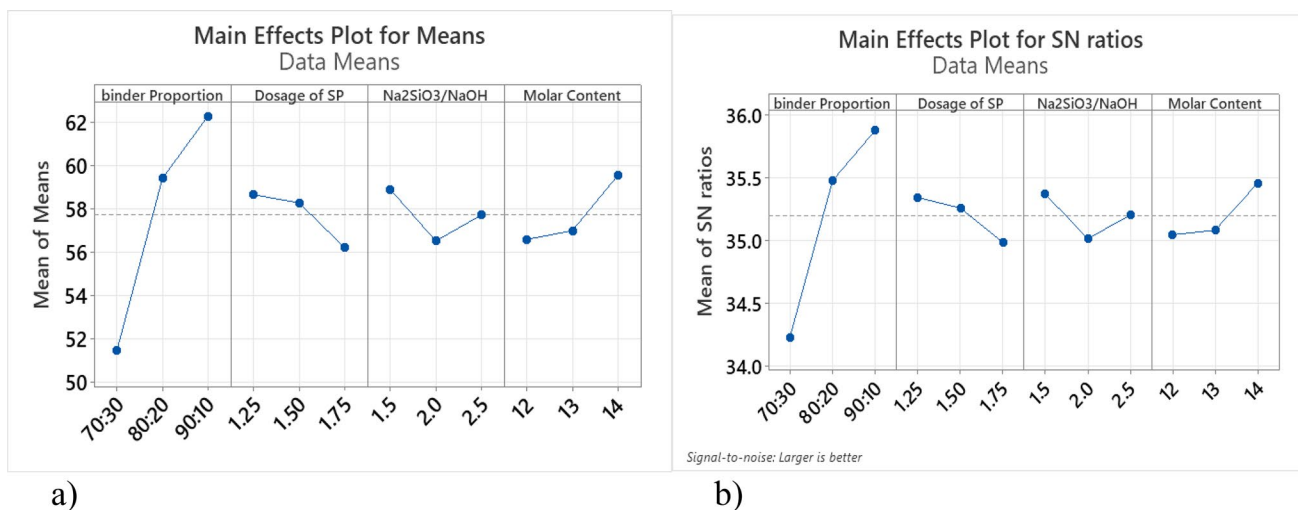 Main Effects Plot for Means
Data Means
binder Proportion Dosage of SP Na2SiO3/NaOH Molar Content
Mean of Means
62
60
58
56
54
52
50
70:30 80:20 90:10 1.25 1.50 1.75 1.5 2.0 2.5 12 13 14
a)
Main Effects Plot for SN ratios
Data Means
binder Proportion Dosage of SP Na2SiO3/NaOH Molar Content
Mean of SN ratios
36.0
35.5
35.0
34.5
34.0
70:30 80:20 90:10 1.25 1.50 1.75 1.5 2.0 2.5 12 13 14
Signal-to-noise: Larger is better
b)